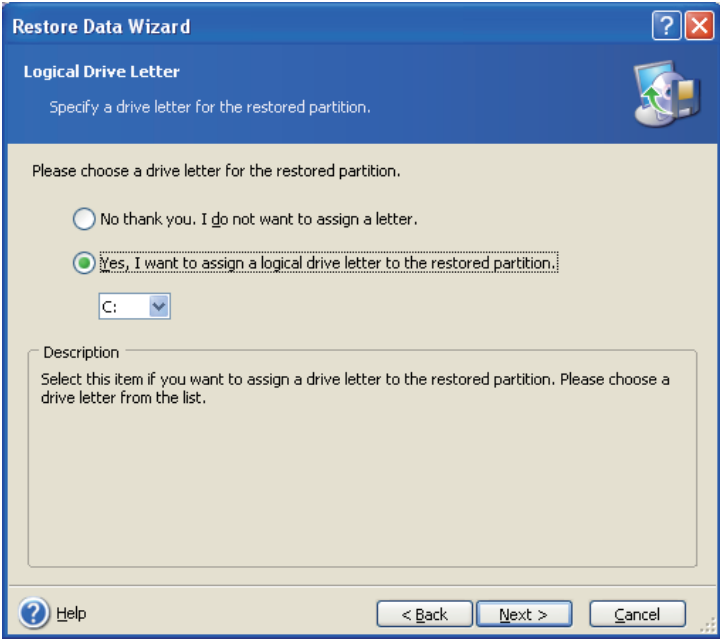 Restore Data Wizard
?
Logical Drive Letter
Specify a drive letter for the restored partition.
Please choose a drive letter for the restored partition.
No thank you. I do not want to assign a letter.
Yes, I want to assign a logical drive letter to the restored partition.
C:
Description
Select this item if you want to assign a drive letter to the restored partition. Please choose a
drive letter from the list.
? Help
< Back
Next >
Cancel